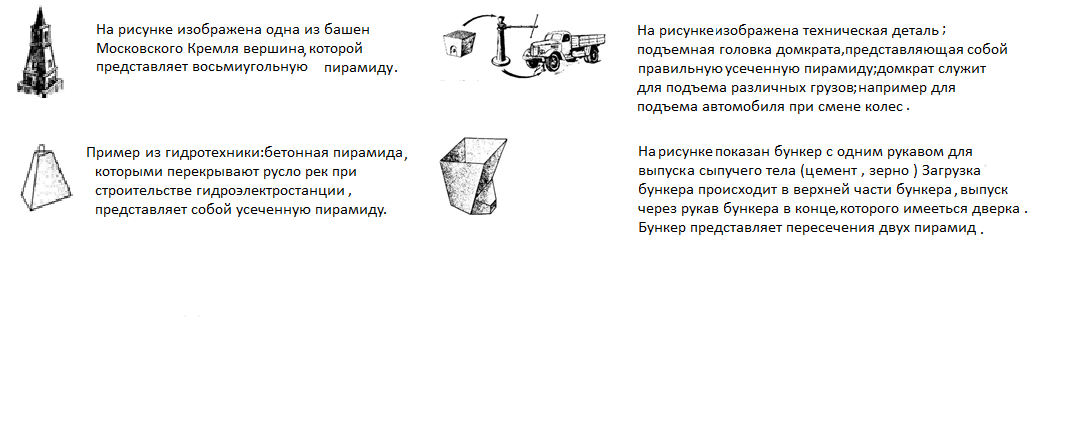 На рисунке изображена одна из башен
Московского Кремля вершина, которой
представляет восьмиугольную пирамиду.
На рисункеизображена техническая деталь ;
подъемная головка домкрата,представляющая собой
правильную усеченную пирамиду;домкрат служит
для подъема различных грузов;например для
подъема автомобиля при смене колес .
Пример из гидротехники:бетонная пирамида,
которыми перекрывают русло рек при
строительстве гидроэлектростанции ,
представляет собой усеченную пирамиду.
На рисунке показан бункер с одним рукавом для
выпуска сыпучего тела (цемент , зерно ) Загрузка
бункера происходит в верхней части бункера , выпуск
через рукав бункера в конце,которого имееться дверка .
Бункер представляет пересечения двух пирамид .